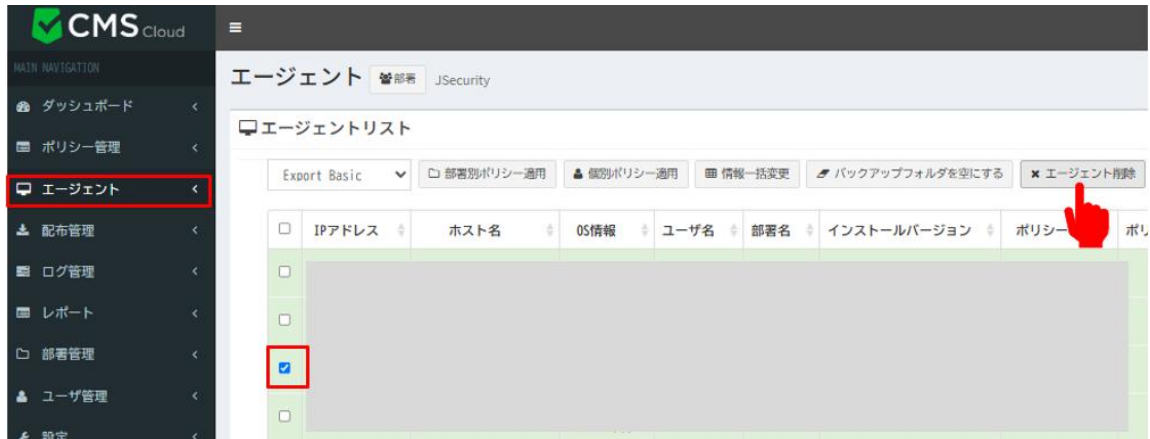 CMS Cloud
MAIN NAVIGATION
ダッシュボード
ポリシー管理
エージェント
配布管理
ログ管理
レポート
部署管理
ユーザ管理
設定
エージェント 部署 JSecurity
エージェントリスト
Export Basic 部署別ポリシー適用 個別ポリシー適用 情報一括変更 バックアップフォルダを空にする エージェント削除
IPアドレス ホスト名 OS情報 ユーザ名 部署名 インストールバージョン ポリシー ポリ